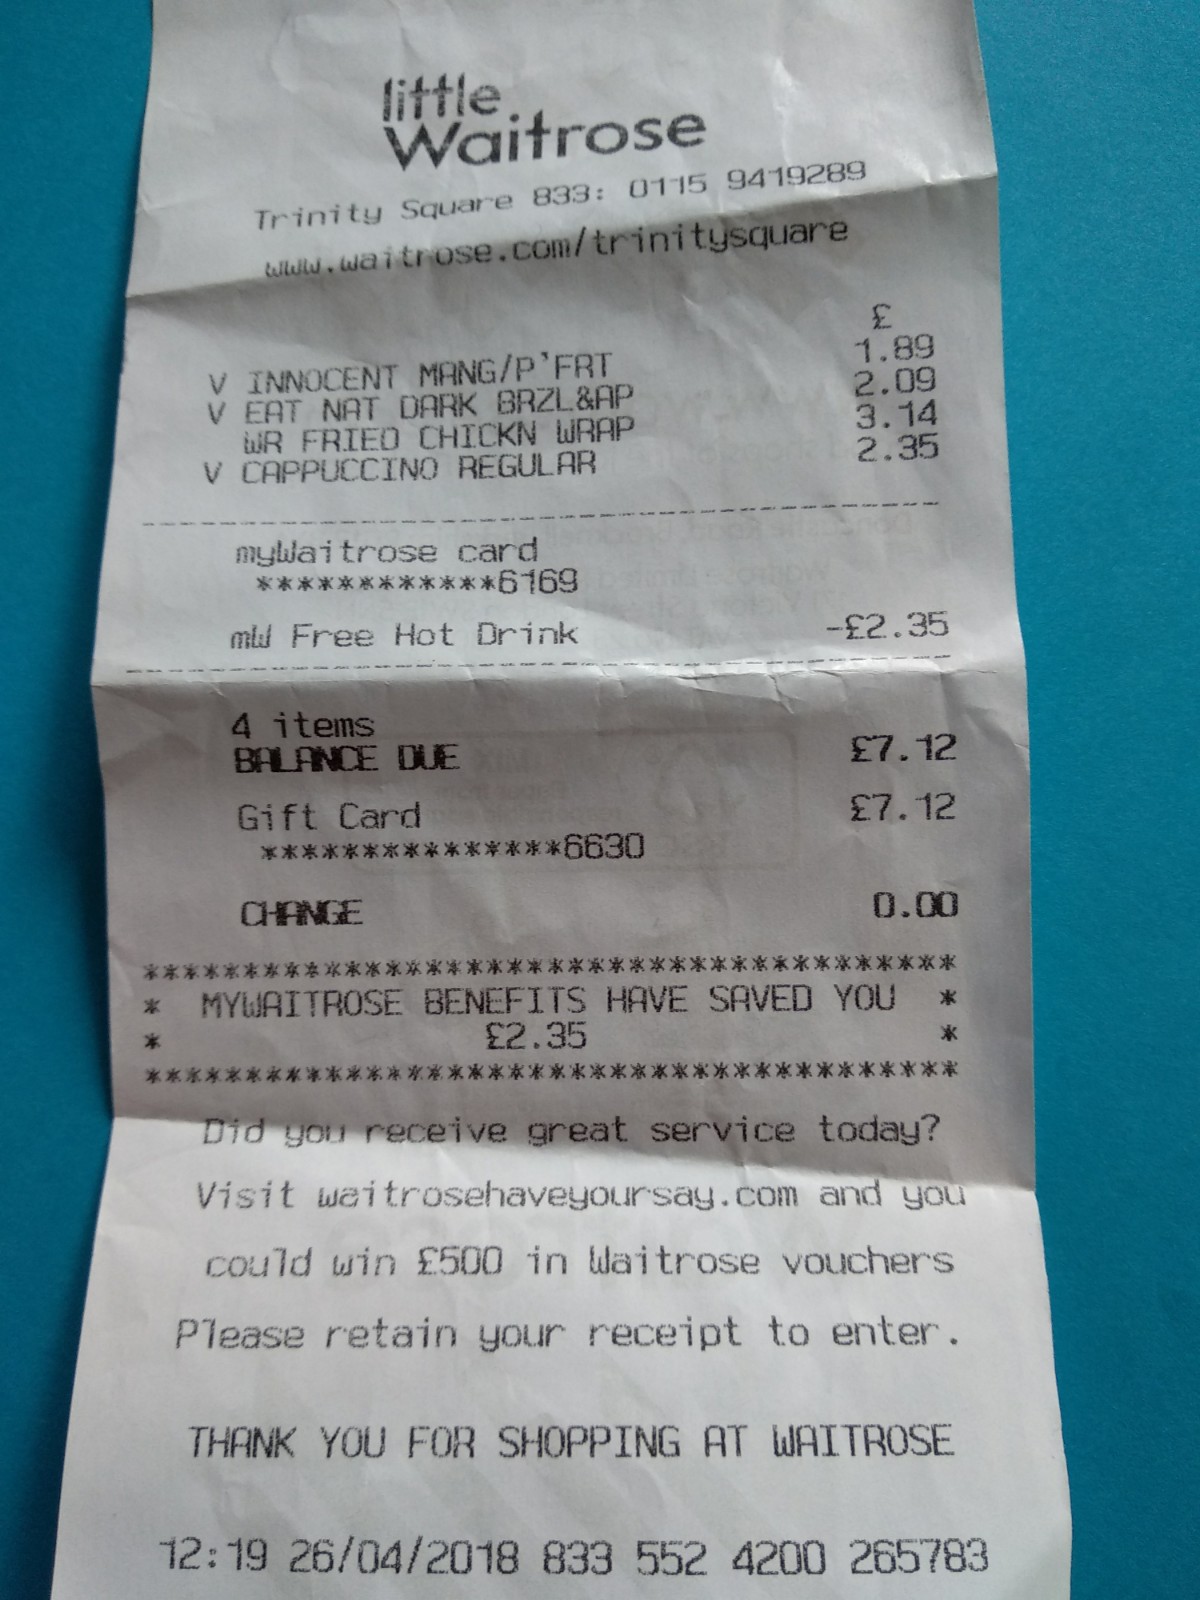 little
Waitrose
Trinity Square 833: 0115 9419289
www.waitrose.com/trinitysquare
£
V INNOCENT MANG/P'FRT 1.89
V EAT NAT DARK BRZL&AP 2.09
WR FRIED CHICKN WRAP 3.14
V CAPPUCCINO REGULAR 2.35
myWaitrose card
************6169
mW Free Hot Drink -£2.35
4 items
BALANCE DUE £7.12
Gift Card £7.12
***************6630
CHANGE 0.00
*****************************************
* MYWAITROSE BENEFITS HAVE SAVED YOU *
* £2.35 *
*****************************************
Did you receive great service today?
Visit waitrosehaveyoursay.com and you
could win £500 in Waitrose vouchers
Please retain your receipt to enter.
THANK YOU FOR SHOPPING AT WAITROSE
12:19 26/04/2018 833 552 4200 265783